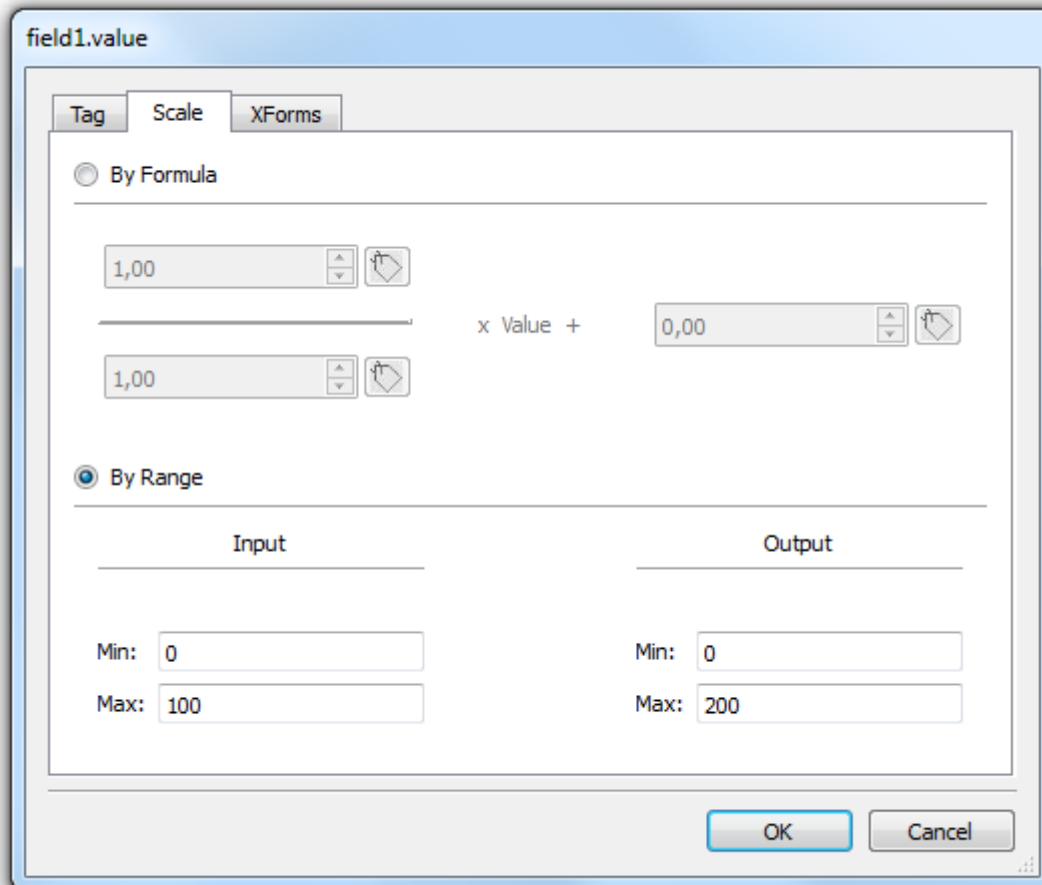 field1.value
Tag Scale XForms
By Formula
1,00
x Value + 0,00
1,00
By Range
Input Output
Min: 0 Min: 0
Max: 100 Max: 200
OK Cancel